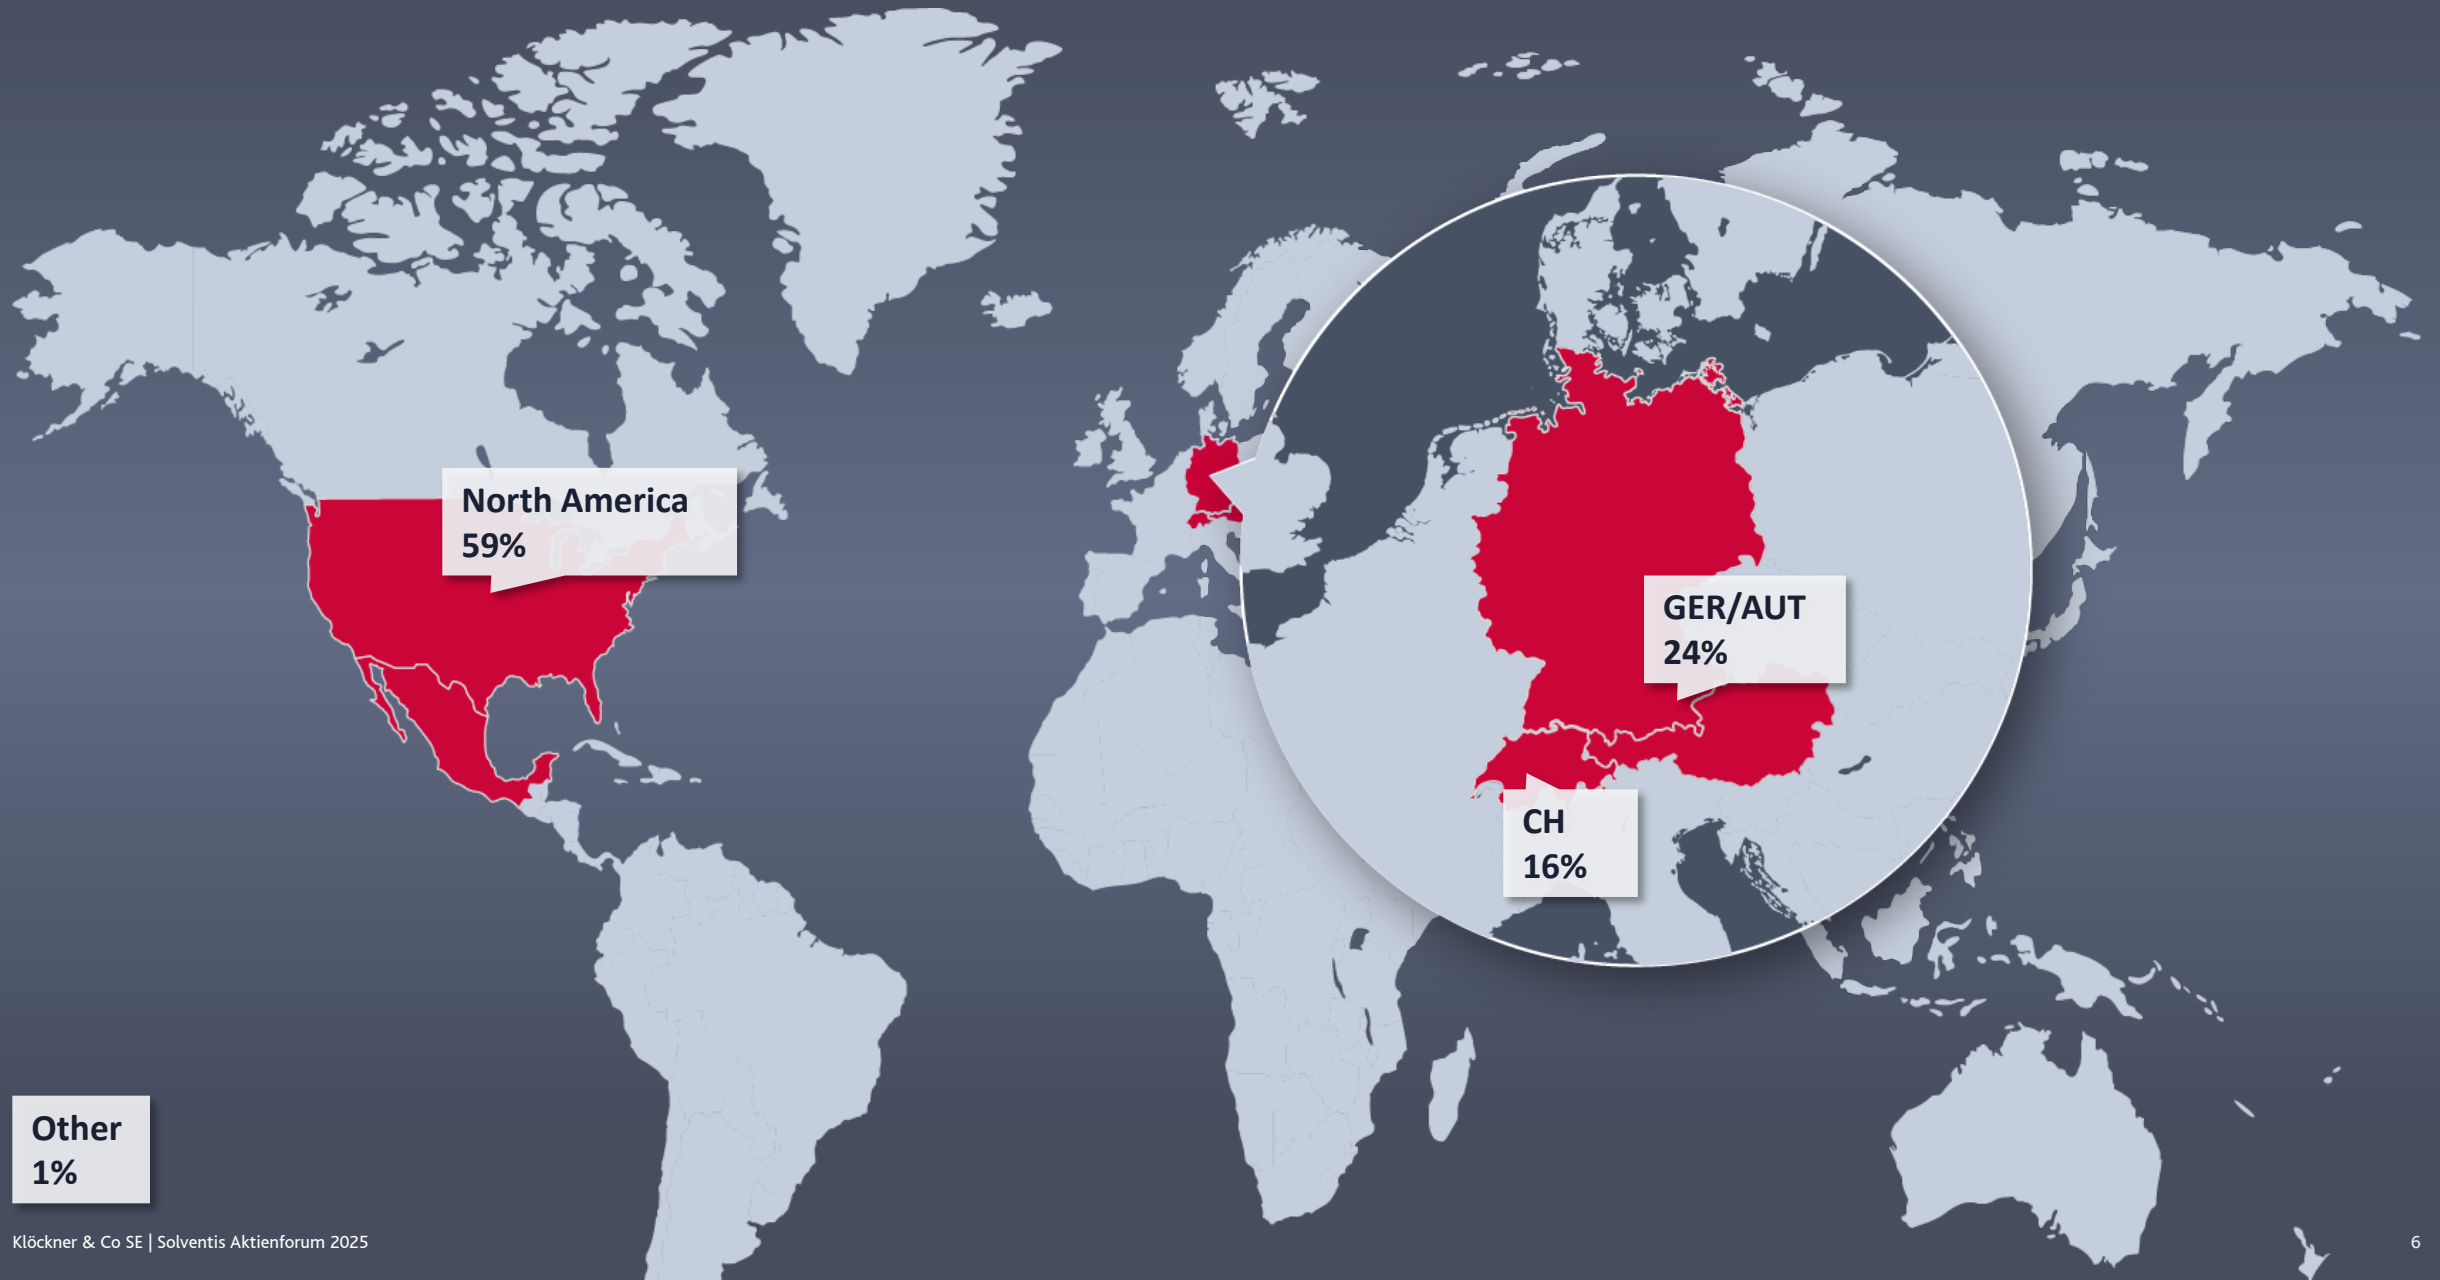 North America
59%
GER/AUT
24%
CH
16%
Other
1%
Klöckner & Co SE | Solventis Aktienforum 2025
6